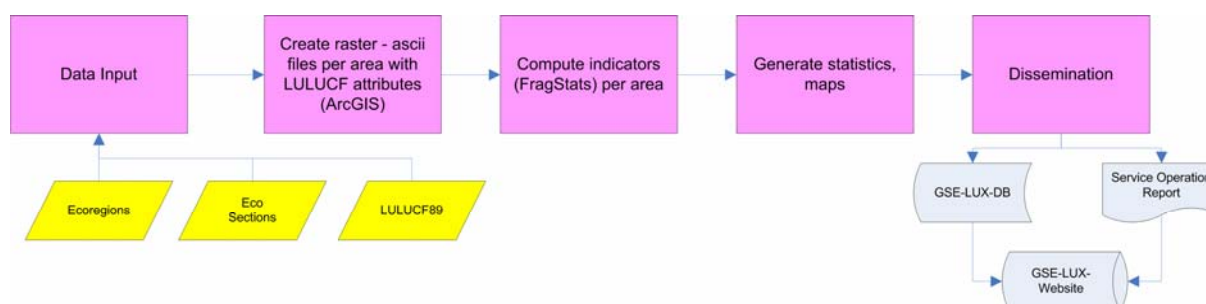 Data Input
Create raster - ascii
files per area with
LULUCF attributes
(ArcGIS)
Compute indicators
(FragStats) per area
Generate statistics,
maps
Dissemination
Ecoregions
Eco
Sections
LULUCF89
GSE-LUX-DB
Service Operation
Report
GSE-LUX-
Website